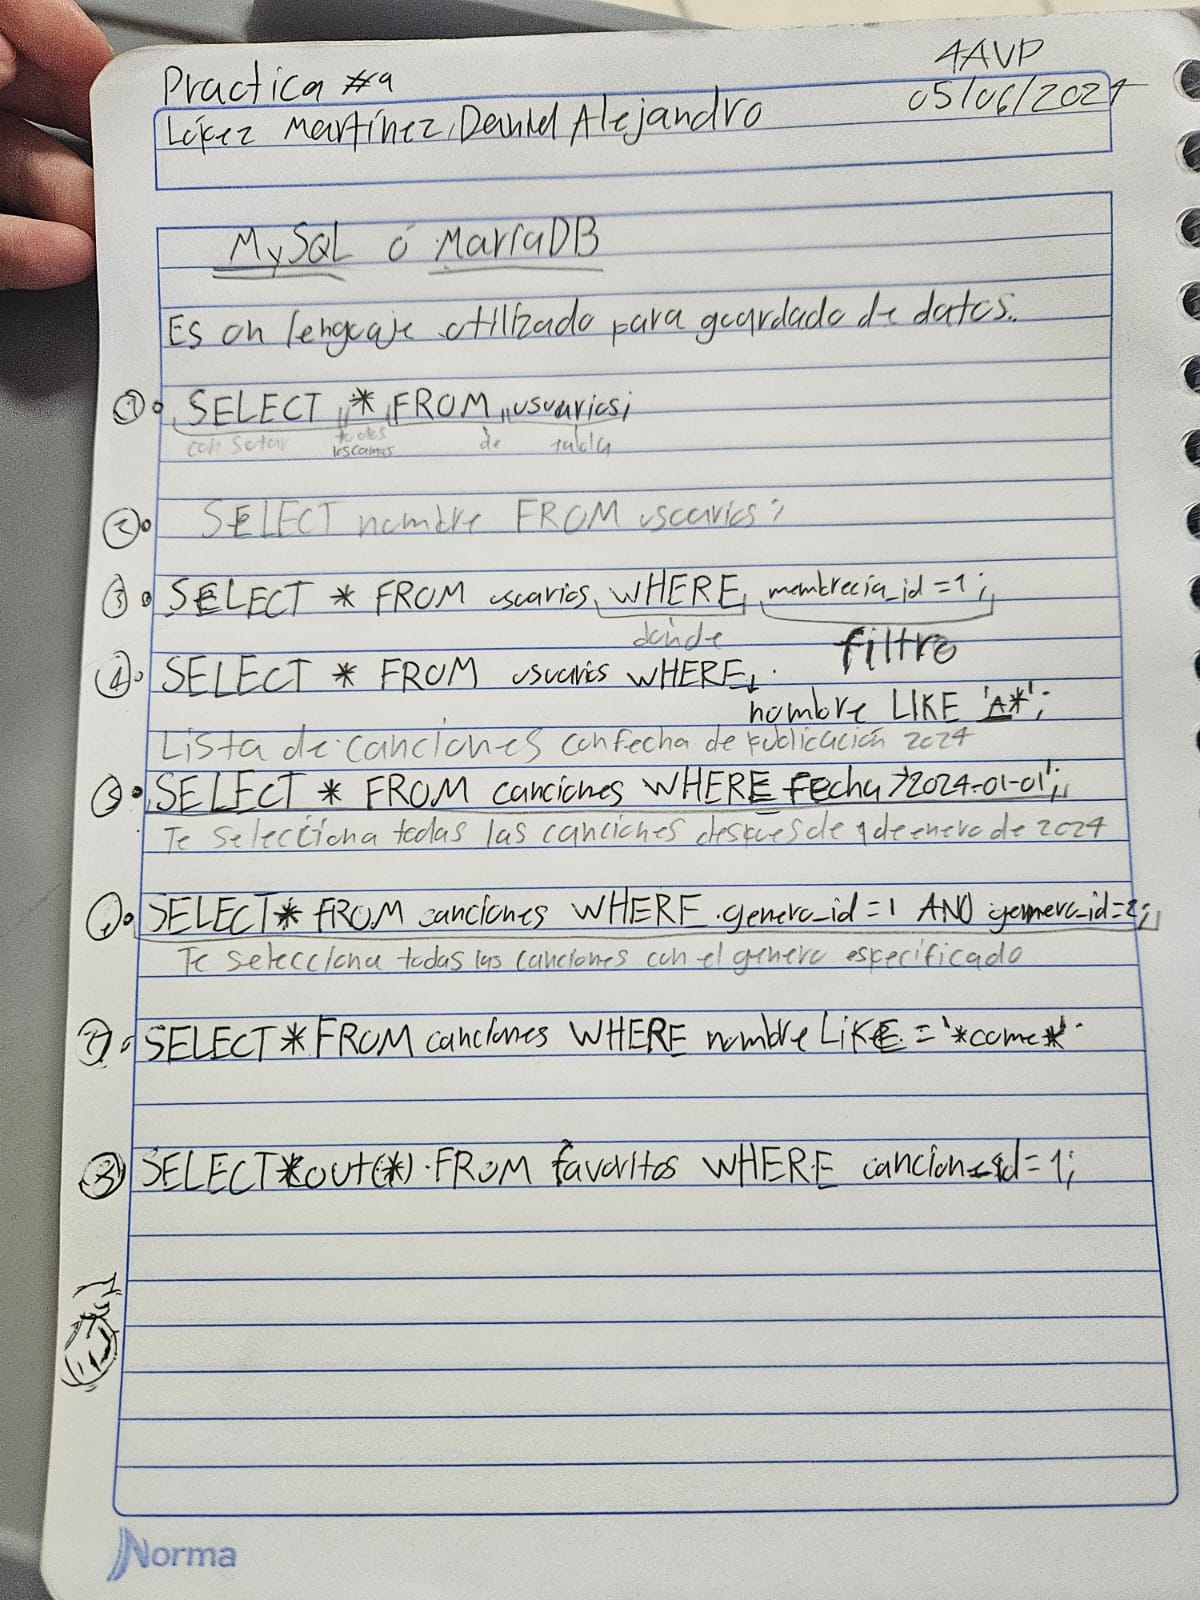 4AVP
Practica #9
05/06/2024
López Martínez Daniel Alejandro
MySQL ó MaríaDB
Es un lenguaje utilizado para guardado de datos.
1 SELECT * FROM usuarios;
consultar todos los campos de tabla
2 SELECT nombre FROM usuarios;
3 SELECT * FROM usuarios WHERE membrecia_id = 1;
donde filtro
4 SELECT * FROM usuarios WHERE
nombre LIKE 'A*';
Lista de canciones con fecha de publicación 2024
5 SELECT * FROM canciones WHERE fecha >'2024-01-01';
Te selecciona todas las canciones despues de 1 de enero de 2024
SELECT * FROM canciones WHERE genero_id = 1 AND genero_id=2;
Te selecciona todas las canciones con el genero especificado
7 SELECT * FROM canciones WHERE nombre LIKE = '*come*'
8 SELECT *cout(*) FROM favoritos WHERE cancion_id = 1;
Norma